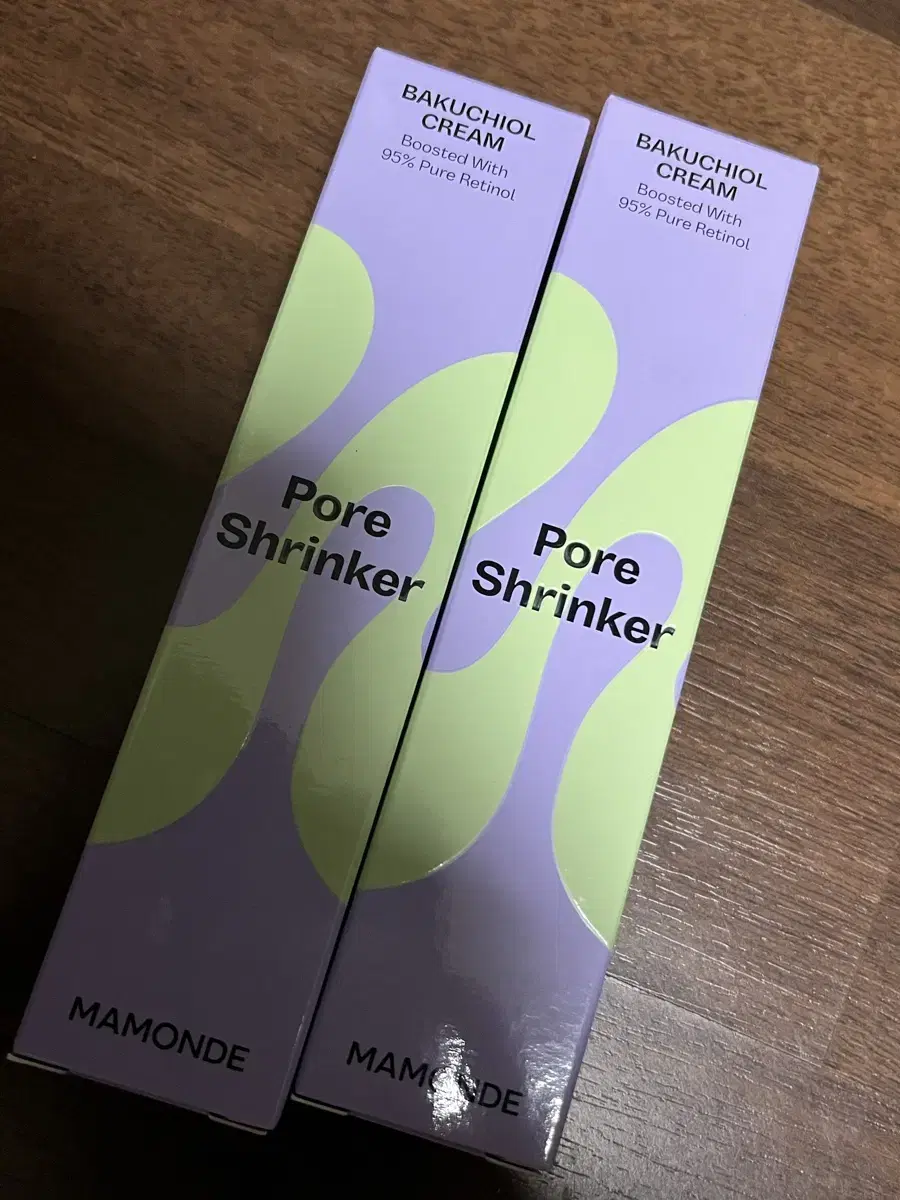 BAKUCHIOL
CREAM
Boosted With
95% Pure Retinol
Pore
Shrinker
MAMONDE
BAKUCHIOL
CREAM
Boosted With
95% Pure Retinol
Pore
Shrinker
MAMONDE